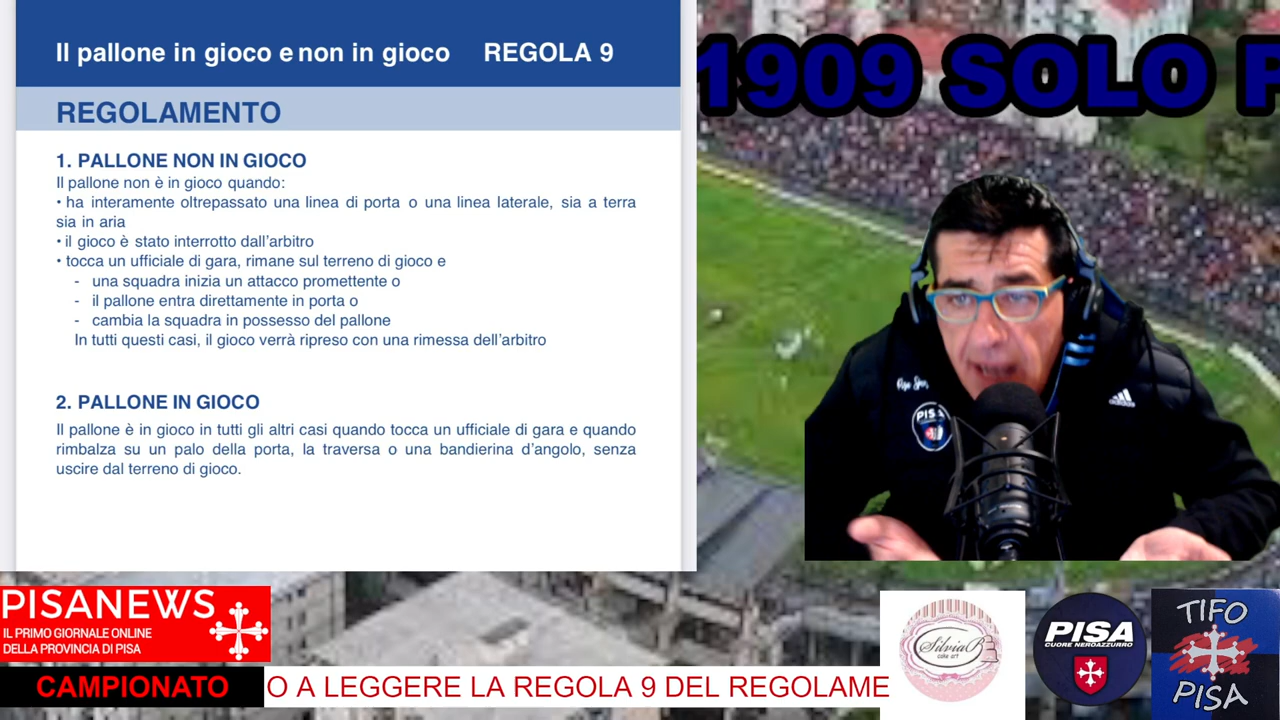 Il pallone in gioco e non in gioco REGOLA 9
REGOLAMENTO
1. PALLONE NON IN GIOCO
Il pallone non è in gioco quando:
• ha interamente oltrepassato una linea di porta o una linea laterale, sia a terra
sia in aria
• il gioco è stato interrotto dall'arbitro
• tocca un ufficiale di gara, rimane sul terreno di gioco e
- una squadra inizia un attacco promettente o
- il pallone entra direttamente in porta o
- cambia la squadra in possesso del pallone
In tutti questi casi, il gioco verrà ripreso con una rimessa dell'arbitro
2. PALLONE IN GIOCO
Il pallone è in gioco in tutti gli altri casi quando tocca un ufficiale di gara e quando
rimbalza su un palo della porta, la traversa o una bandierina d'angolo, senza
uscire dal terreno di gioco.
1909 SOLO F
PISA
adidas
PISANEWS
IL PRIMO GIORNALE ONLINE
DELLA PROVINCIA DI PISA
CAMPIONATO
O A LEGGERE LA REGOLA 9 DEL REGOLAME
Silvia
cake art
PISA
CUORE NEROAZZURRO
TIFO
PISA